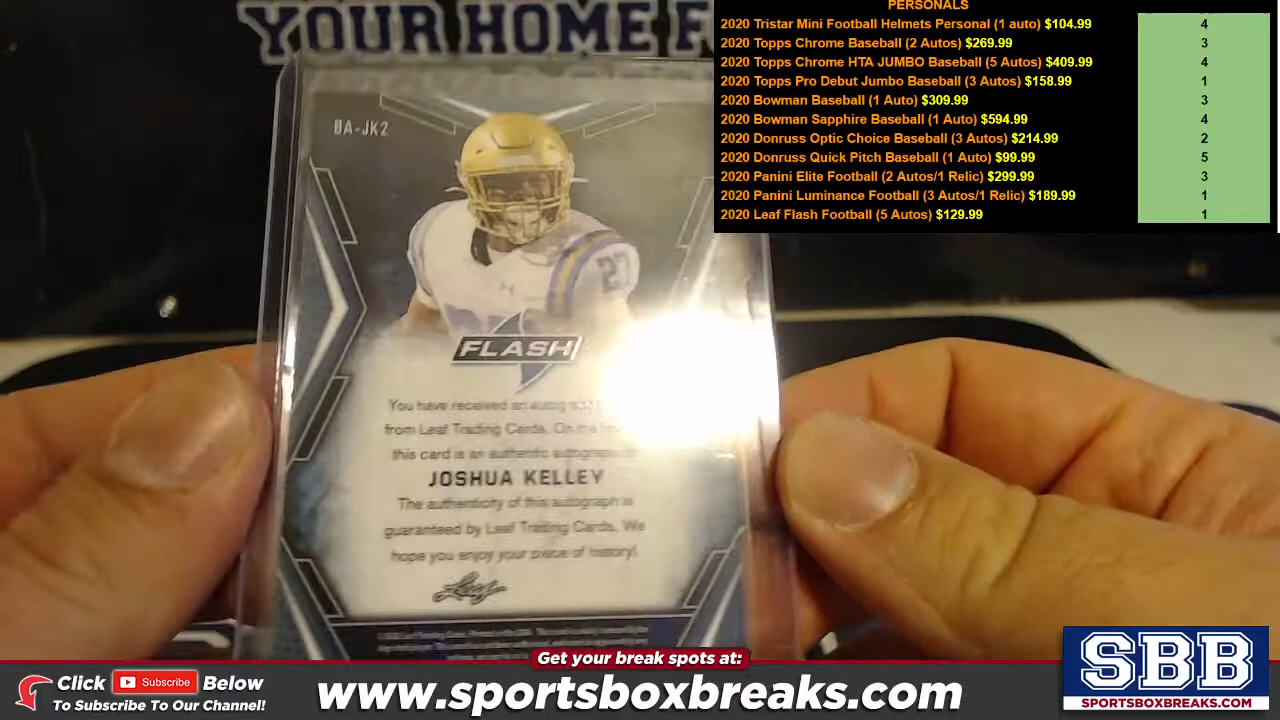 YOUR HOME F
PERSONALS
2020 Tristar Mini Football Helmets Personal (1 auto) $104.99 4
2020 Topps Chrome Baseball (2 Autos) $269.99 3
2020 Topps Chrome HTA JUMBO Baseball (5 Autos) $409.99 4
2020 Topps Pro Debut Jumbo Baseball (3 Autos) $158.99 1
2020 Bowman Baseball (1 Auto) $309.99 3
2020 Bowman Sapphire Baseball (1 Auto) $594.99 4
2020 Donruss Optic Choice Baseball (3 Autos) $214.99 2
2020 Donruss Quick Pitch Baseball (1 Auto) $99.99 5
2020 Panini Elite Football (2 Autos/1 Relic) $299.99 3
2020 Panini Luminance Football (3 Autos/1 Relic) $189.99 1
2020 Leaf Flash Football (5 Autos) $129.99 1
BA-JK2
27
FLASH
You have received an
from Leaf Trading Cards. On the
this card is an authentic autograph
JOSHUA KELLEY
The authenticity of this autograph is
guaranteed by Leaf Trading Cards. We
hope you enjoy your piece of history!
Leaf
Get your break spots at:
Click Subscribe Below
To Subscribe To Our Channel!
www.sportsboxbreaks.com
SBB
SPORTSBOXBREAKS.COM